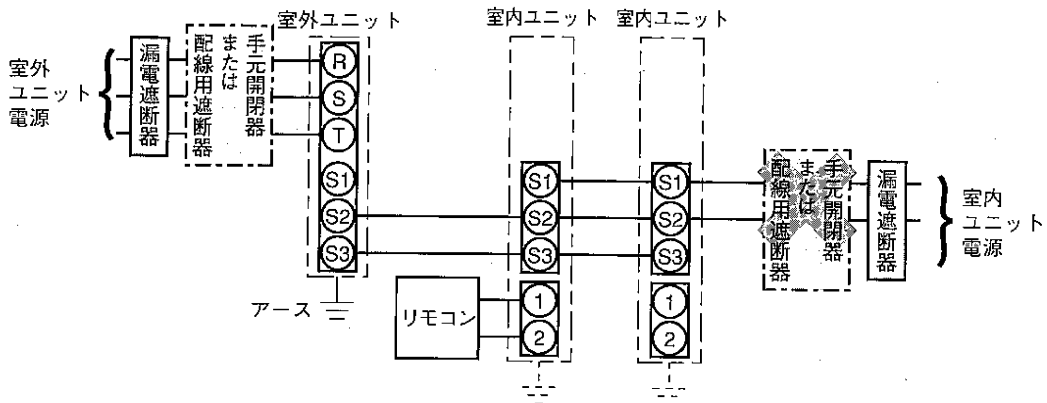 室外
ユニット
電源
漏電遮断器
手元開閉器
または
配線用遮断器
室外ユニット
R
S
T
S1
S2
S3
アース
リモコン
室内ユニット
S1
S2
S3
1
2
室内ユニット
S1
S2
S3
1
2
手元開閉器
または
配線用遮断器
漏電遮断器
室内
ユニット
電源